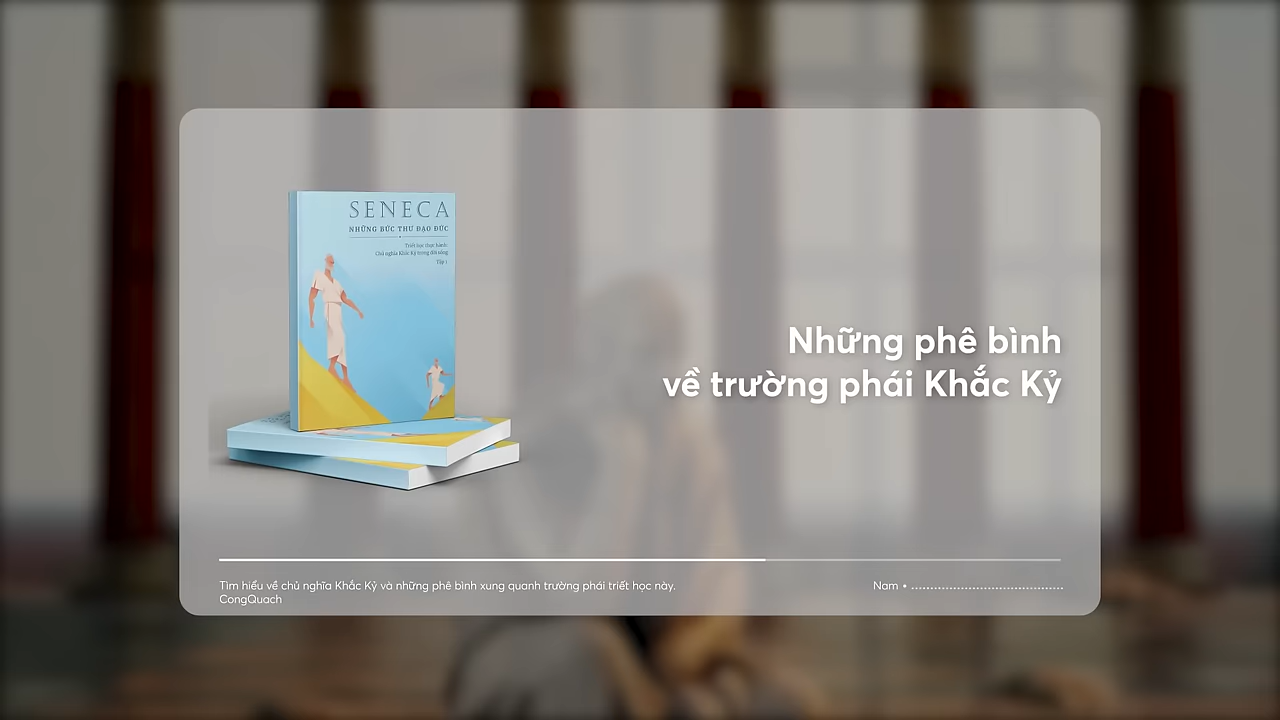 SENECA
NHỮNG BỨC THƯ ĐẠO ĐỨC
Triết học thực hành:
Chủ nghĩa Khắc Kỷ trong đời sống
Tập 1
Những phê bình
về trường phái Khắc Kỷ
Tìm hiểu về chủ nghĩa Khắc Kỷ và những phê bình xung quanh trường phái triết học này.
CongQuach
Nam •